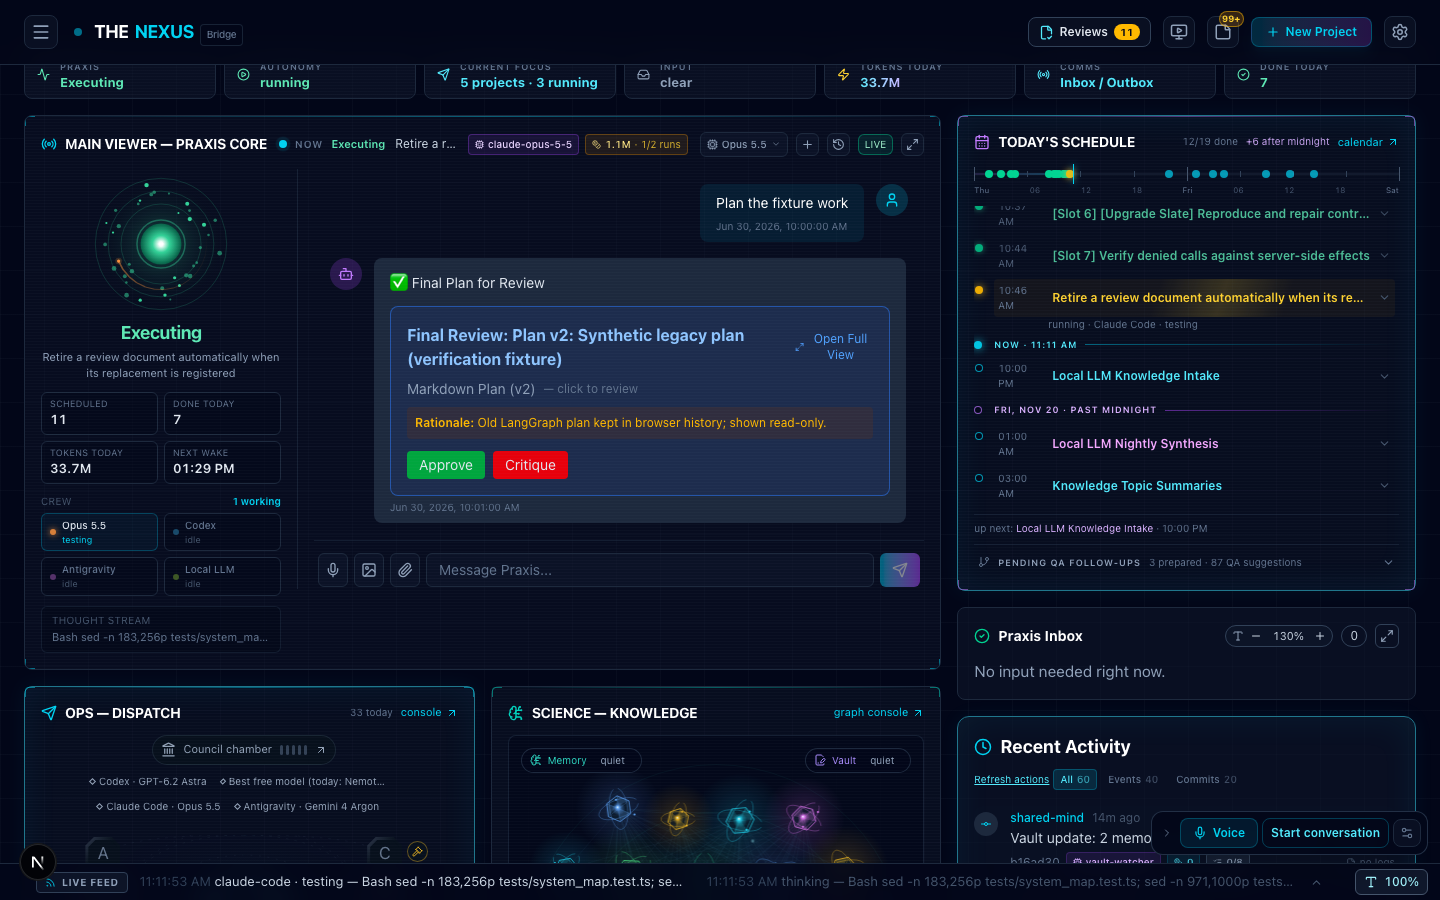 THE NEXUS Bridge
Reviews 11
99+
New Project
PRAXIS
Executing
AUTONOMY
running
CURRENT FOCUS
5 projects · 3 running
INPUT
clear
TOKENS TODAY
33.7M
COMMS
Inbox / Outbox
DONE TODAY
7
MAIN VIEWER — PRAXIS CORE
NOW Executing Retire a r...
claude-opus-5-5
1.1M · 1/2 runs
Opus 5.5
LIVE
Executing
Retire a review document automatically when
its replacement is registered
SCHEDULED
11
DONE TODAY
7
TOKENS TODAY
33.7M
NEXT WAKE
01:29 PM
CREW
1 working
Opus 5.5
testing
Codex
idle
Antigravity
idle
Local LLM
idle
THOUGHT STREAM
Bash sed -n 183,256p tests/system_ma...
Plan the fixture work
Jun 30, 2026, 10:00:00 AM
✅ Final Plan for Review
Final Review: Plan v2: Synthetic legacy plan
(verification fixture)
Open Full
View
Markdown Plan (v2) — click to review
Rationale: Old LangGraph plan kept in browser history; shown read-only.
Approve
Critique
Jun 30, 2026, 10:01:00 AM
Message Praxis...
TODAY'S SCHEDULE
12/19 done +6 after midnight calendar
Thu 06 12 18 Fri 06 12 18 Sat
10:37
AM
[Slot 6] [Upgrade Slate] Reproduce and repair contr...
10:44
AM
[Slot 7] Verify denied calls against server-side effects
10:46
AM
Retire a review document automatically when its re...
running · Claude Code · testing
NOW · 11:11 AM
10:00
PM
Local LLM Knowledge Intake
FRI, NOV 20 · PAST MIDNIGHT
01:00
AM
Local LLM Nightly Synthesis
03:00
AM
Knowledge Topic Summaries
up next: Local LLM Knowledge Intake · 10:00 PM
PENDING QA FOLLOW-UPS 3 prepared · 87 QA suggestions
Praxis Inbox
130%
0
No input needed right now.
OPS — DISPATCH
33 today console
Council chamber
Codex · GPT-6.2 Astra
Best free model (today: Nemot...
Claude Code · Opus 5.5
Antigravity · Gemini 4 Argon
A
C
SCIENCE — KNOWLEDGE
graph console
Memory quiet
Vault quiet
Recent Activity
Refresh actions
All 60
Events 40
Commits 20
shared-mind 14m ago
Vault update: 2 memo
b16ad30
vault-watcher
0
0/8
no logs
Voice
Start conversation
N
LIVE FEED
11:11:53 AM claude-code · testing — Bash sed -n 183,256p tests/system_map.test.ts; se...
11:11:53 AM thinking — Bash sed -n 183,256p tests/system_map.test.ts; sed -n 971,1000p tests...
100%